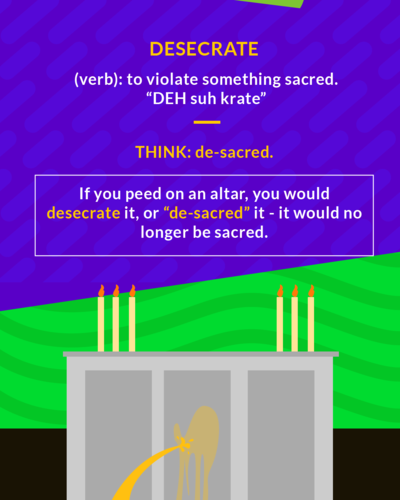 DESECRATE
(verb): to violate something sacred.
“DEH suh krate”
THINK: de-sacred.
If you peed on an altar, you would
desecrate it, or “de-sacred” it - it would no
longer be sacred.